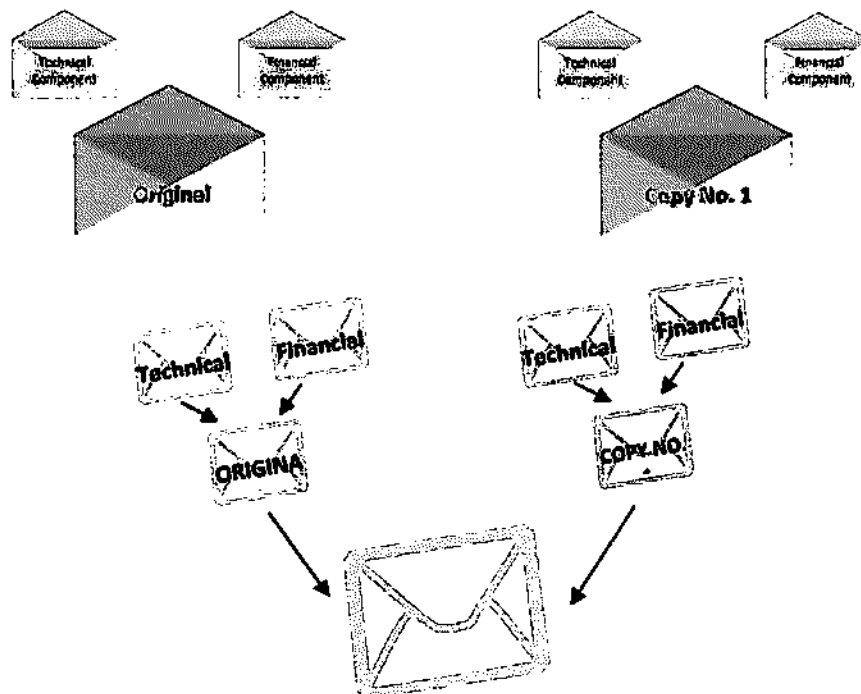 Technical
Component
Financial
Component
Technical
Component
Financial
Component
Original
Copy No. 1
Technical
Financial
Technical
Financial
ORIGINA
COPY NO.